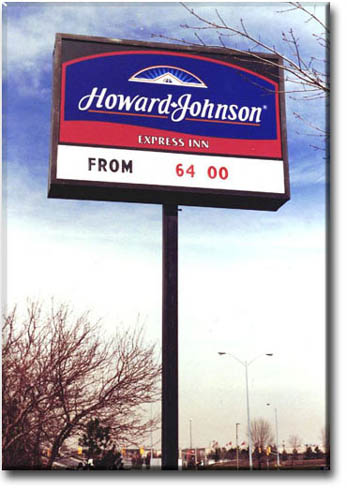 Howard Johnson®
EXPRESS INN
FROM 64 00